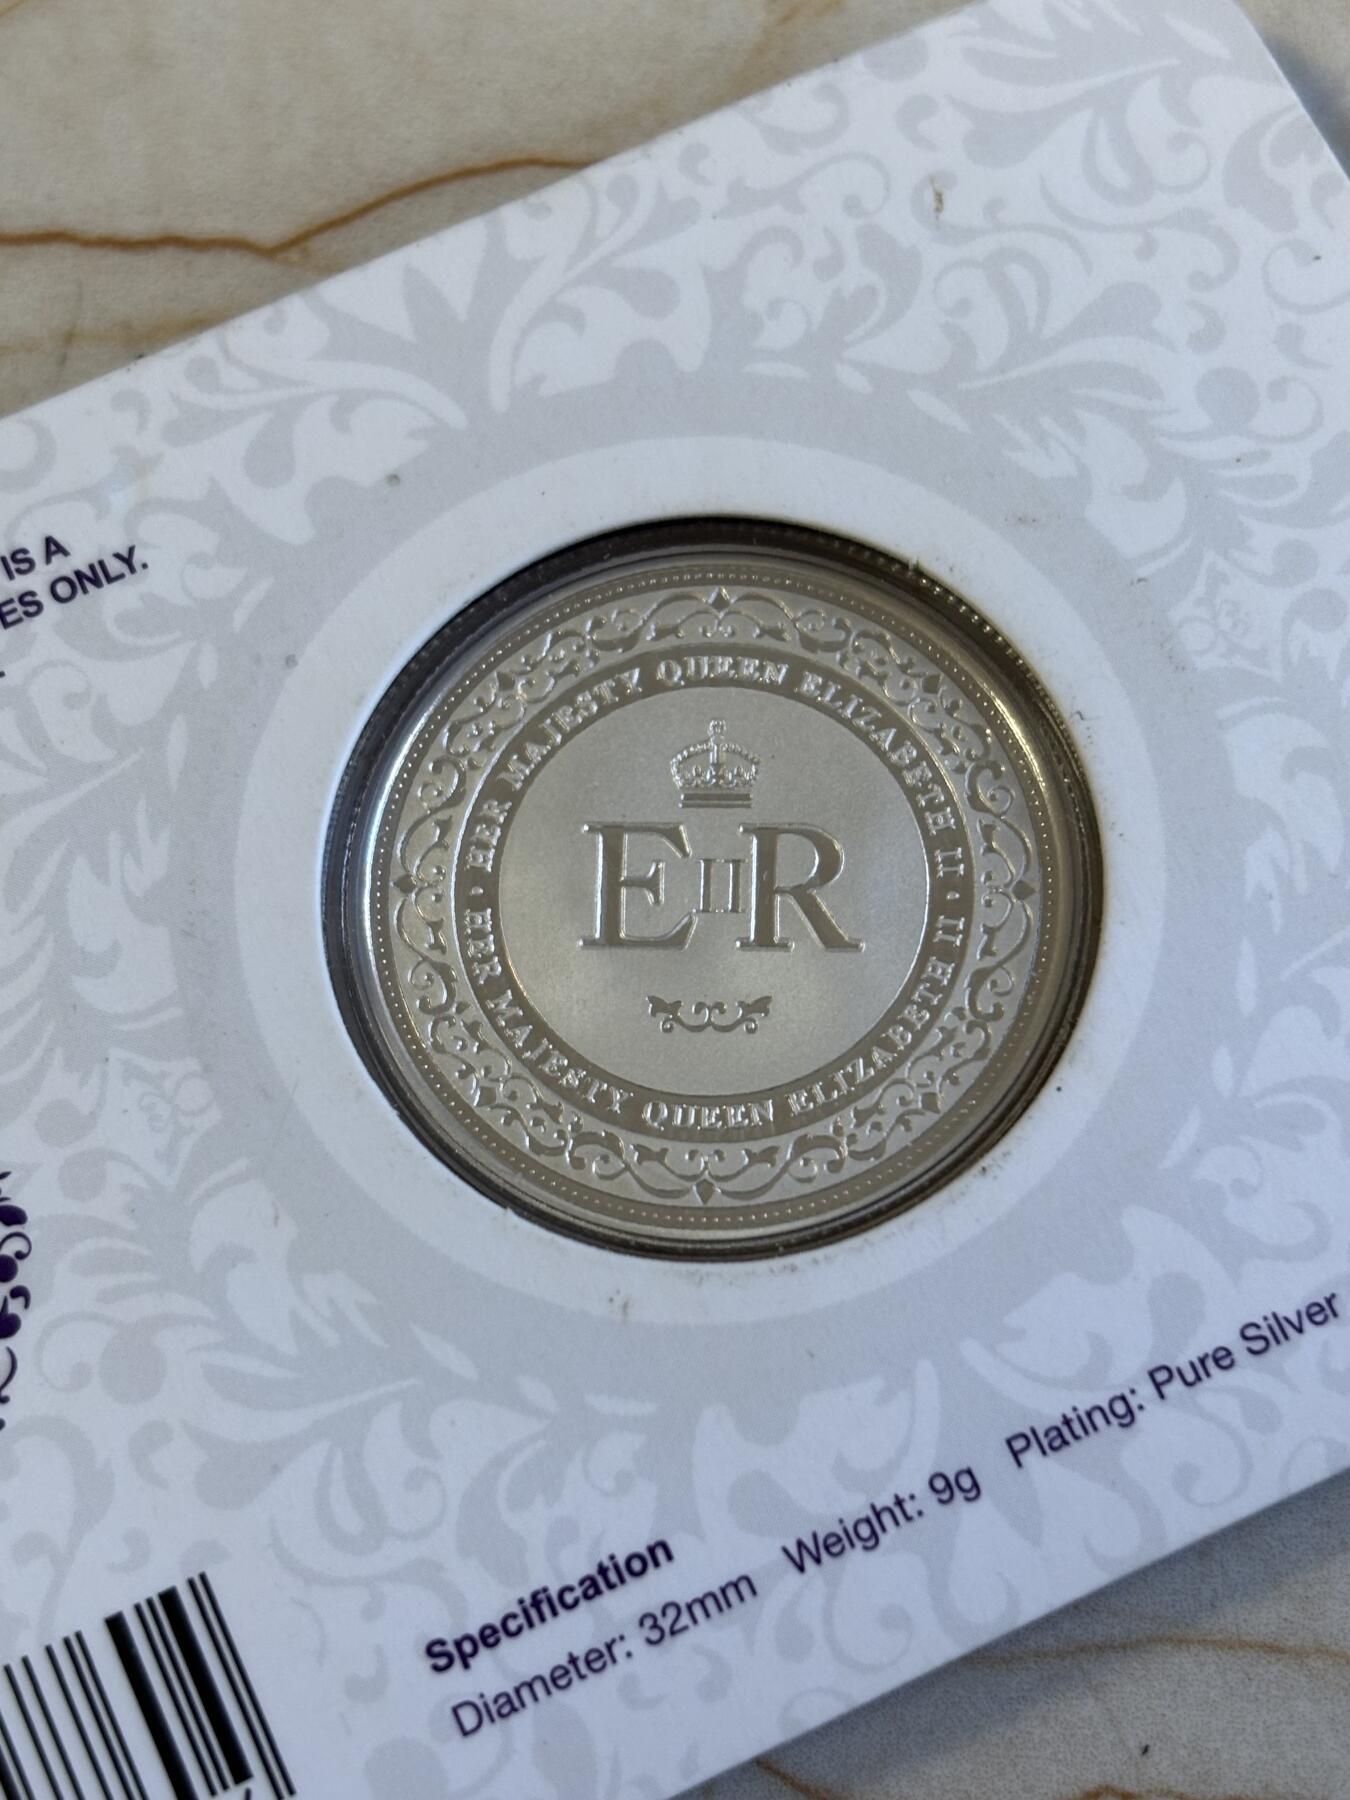 IS A
ES ONLY.
HER MAJESTY QUEEN ELIZABETH II ·
HER MAJESTY QUEEN ELIZABETH II ·
E II R
Specification
Diameter: 32mm Weight: 9g Plating: Pure Silver